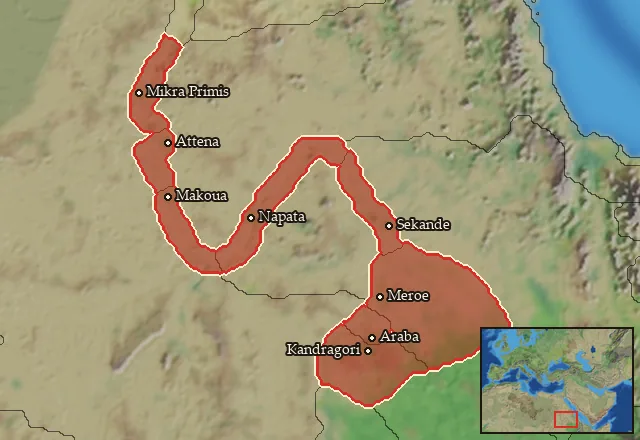 Mikra Primis
Attena
Makoua
Napata
Sekande
Meroe
Araba
Kandragori